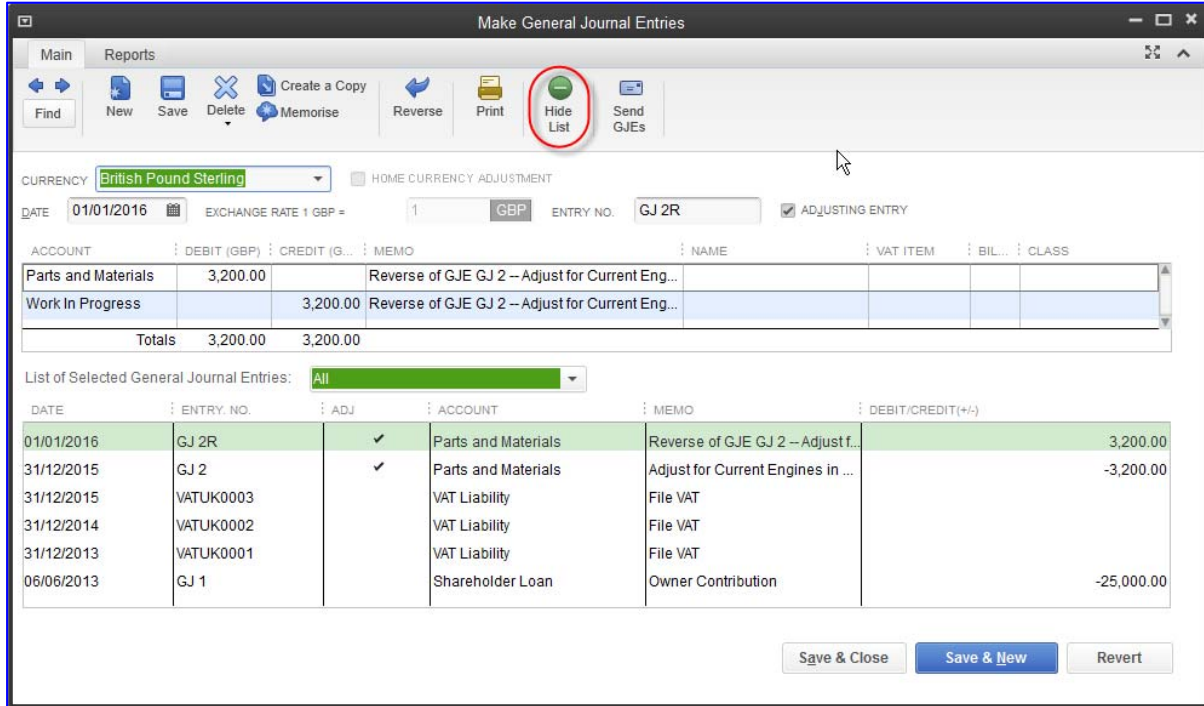 Make General Journal Entries
Main Reports
Find New Save Delete Create a Copy Memorise Reverse Print Hide List Send GJEs
CURRENCY British Pound Sterling HOME CURRENCY ADJUSTMENT
DATE 01/01/2016 EXCHANGE RATE 1 GBP = 1 GBP ENTRY NO. GJ 2R ADJUSTING ENTRY
ACCOUNT DEBIT (GBP) CREDIT (G... MEMO NAME VAT ITEM BIL... CLASS
Parts and Materials 3,200.00 Reverse of GJE GJ 2 -- Adjust for Current Eng...
Work In Progress 3,200.00 Reverse of GJE GJ 2 -- Adjust for Current Eng...
Totals 3,200.00 3,200.00
List of Selected General Journal Entries: All
DATE ENTRY. NO. ADJ ACCOUNT MEMO DEBIT/CREDIT(+/-)
01/01/2016 GJ 2R ✔ Parts and Materials Reverse of GJE GJ 2 -- Adjust f... 3,200.00
31/12/2015 GJ 2 ✔ Parts and Materials Adjust for Current Engines in ... -3,200.00
31/12/2015 VATUK0003 VAT Liability File VAT
31/12/2014 VATUK0002 VAT Liability File VAT
31/12/2013 VATUK0001 VAT Liability File VAT
06/06/2013 GJ 1 Shareholder Loan Owner Contribution -25,000.00
Save & Close Save & New Revert